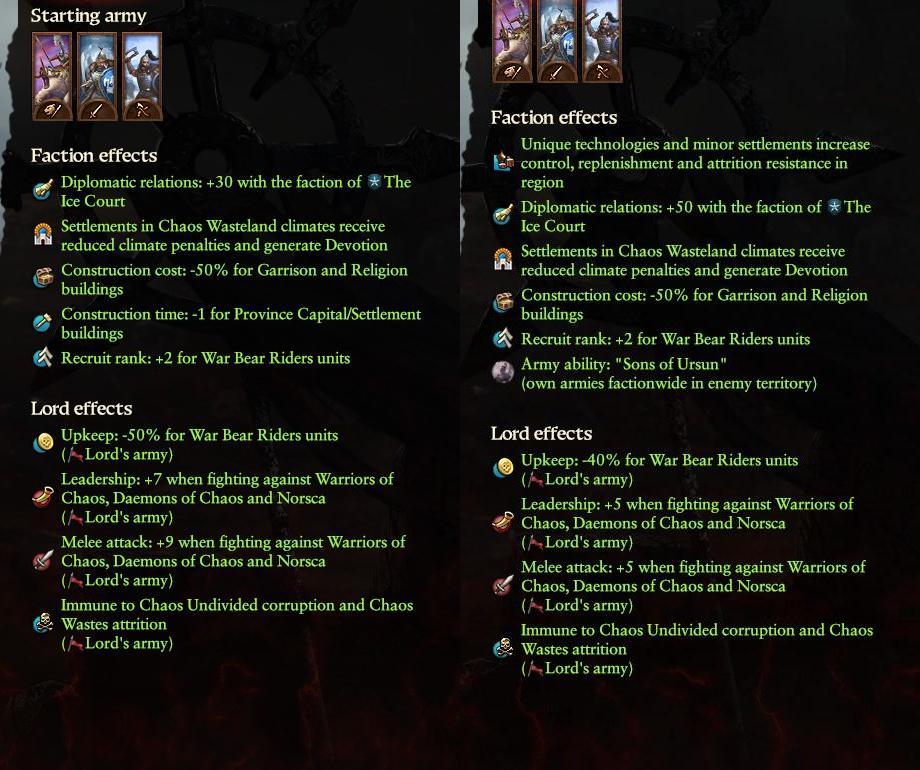 Starting army
Faction effects
Diplomatic relations: +30 with the faction of The
Ice Court
Settlements in Chaos Wasteland climates receive
reduced climate penalties and generate Devotion
Construction cost: -50% for Garrison and Religion
buildings
Construction time: -1 for Province Capital/Settlement
buildings
Recruit rank: +2 for War Bear Riders units
Lord effects
Upkeep: -50% for War Bear Riders units
(Lord's army)
Leadership: +7 when fighting against Warriors of
Chaos, Daemons of Chaos and Norsca
(Lord's army)
Melee attack: +9 when fighting against Warriors of
Chaos, Daemons of Chaos and Norsca
(Lord's army)
Immune to Chaos Undivided corruption and Chaos
Wastes attrition
(Lord's army)
Faction effects
Unique technologies and minor settlements increase
control, replenishment and attrition resistance in
region
Diplomatic relations: +50 with the faction of The
Ice Court
Settlements in Chaos Wasteland climates receive
reduced climate penalties and generate Devotion
Construction cost: -50% for Garrison and Religion
buildings
Recruit rank: +2 for War Bear Riders units
Army ability: "Sons of Ursun"
(own armies factionwide in enemy territory)
Lord effects
Upkeep: -40% for War Bear Riders units
(Lord's army)
Leadership: +5 when fighting against Warriors of
Chaos, Daemons of Chaos and Norsca
(Lord's army)
Melee attack: +5 when fighting against Warriors of
Chaos, Daemons of Chaos and Norsca
(Lord's army)
Immune to Chaos Undivided corruption and Chaos
Wastes attrition
(Lord's army)